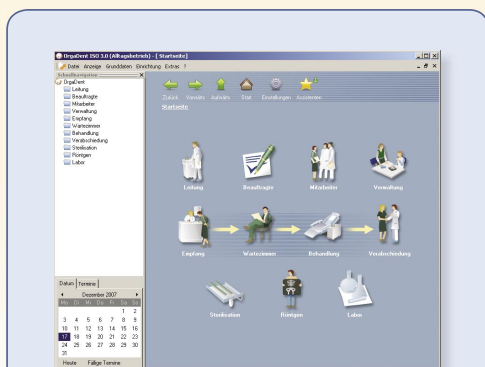 OrgaDent ISO 3.0 (Alltagsbetrieb) - [Startseite]
Datei Anzeige Grunddaten Einrichtung Extras ?
Schnellnavigation
OrgaDent
Leitung
Beauftragte
Mitarbeiter
Verwaltung
Empfang
Wartezimmer
Behandlung
Verabschiedung
Sterilisation
Röntgen
Labor
Zurück Vorwärts Aufwärts Start Einstellungen Assistenten
Startseite
Leitung Beauftragte Mitarbeiter Verwaltung
Empfang Wartezimmer Behandlung Verabschiedung
Sterilisation Röntgen Labor
Datum Termine
Dezember 2007
Mo Di Mi Do Fr Sa So
1 2
3 4 5 6 7 8 9
10 11 12 13 14 15 16
17 18 19 20 21 22 23
24 25 26 27 28 29 30
31
Heute Fällige Termine